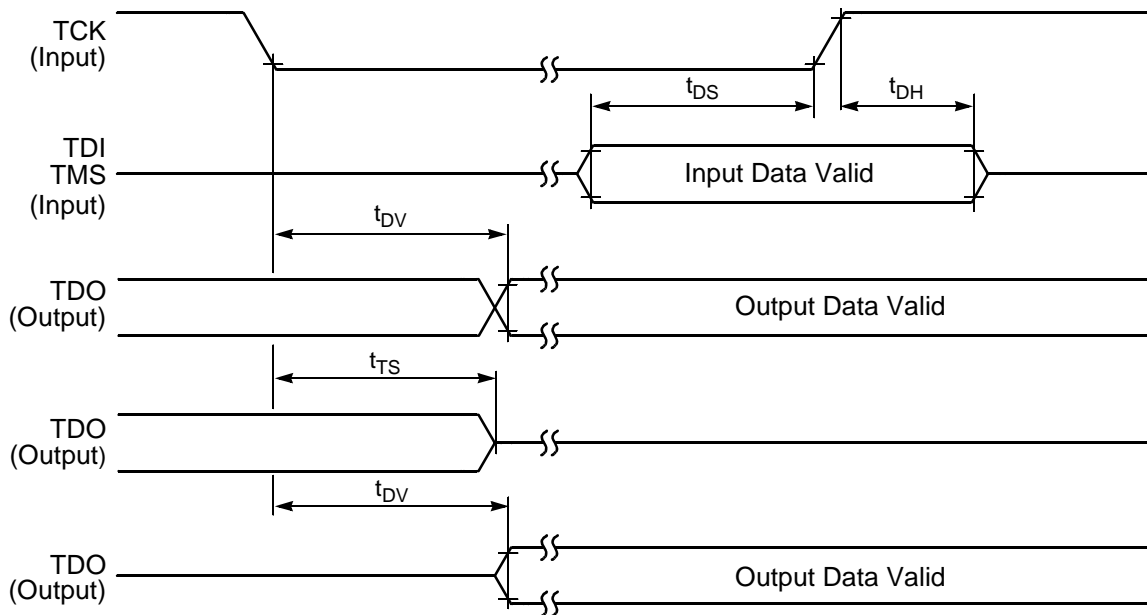 TCK
(Input)
tDS
tDH
TDI
TMS
(Input)
Input Data Valid
tDV
TDO
(Output)
Output Data Valid
tTS
TDO
(Output)
tDV
TDO
(Output)
Output Data Valid